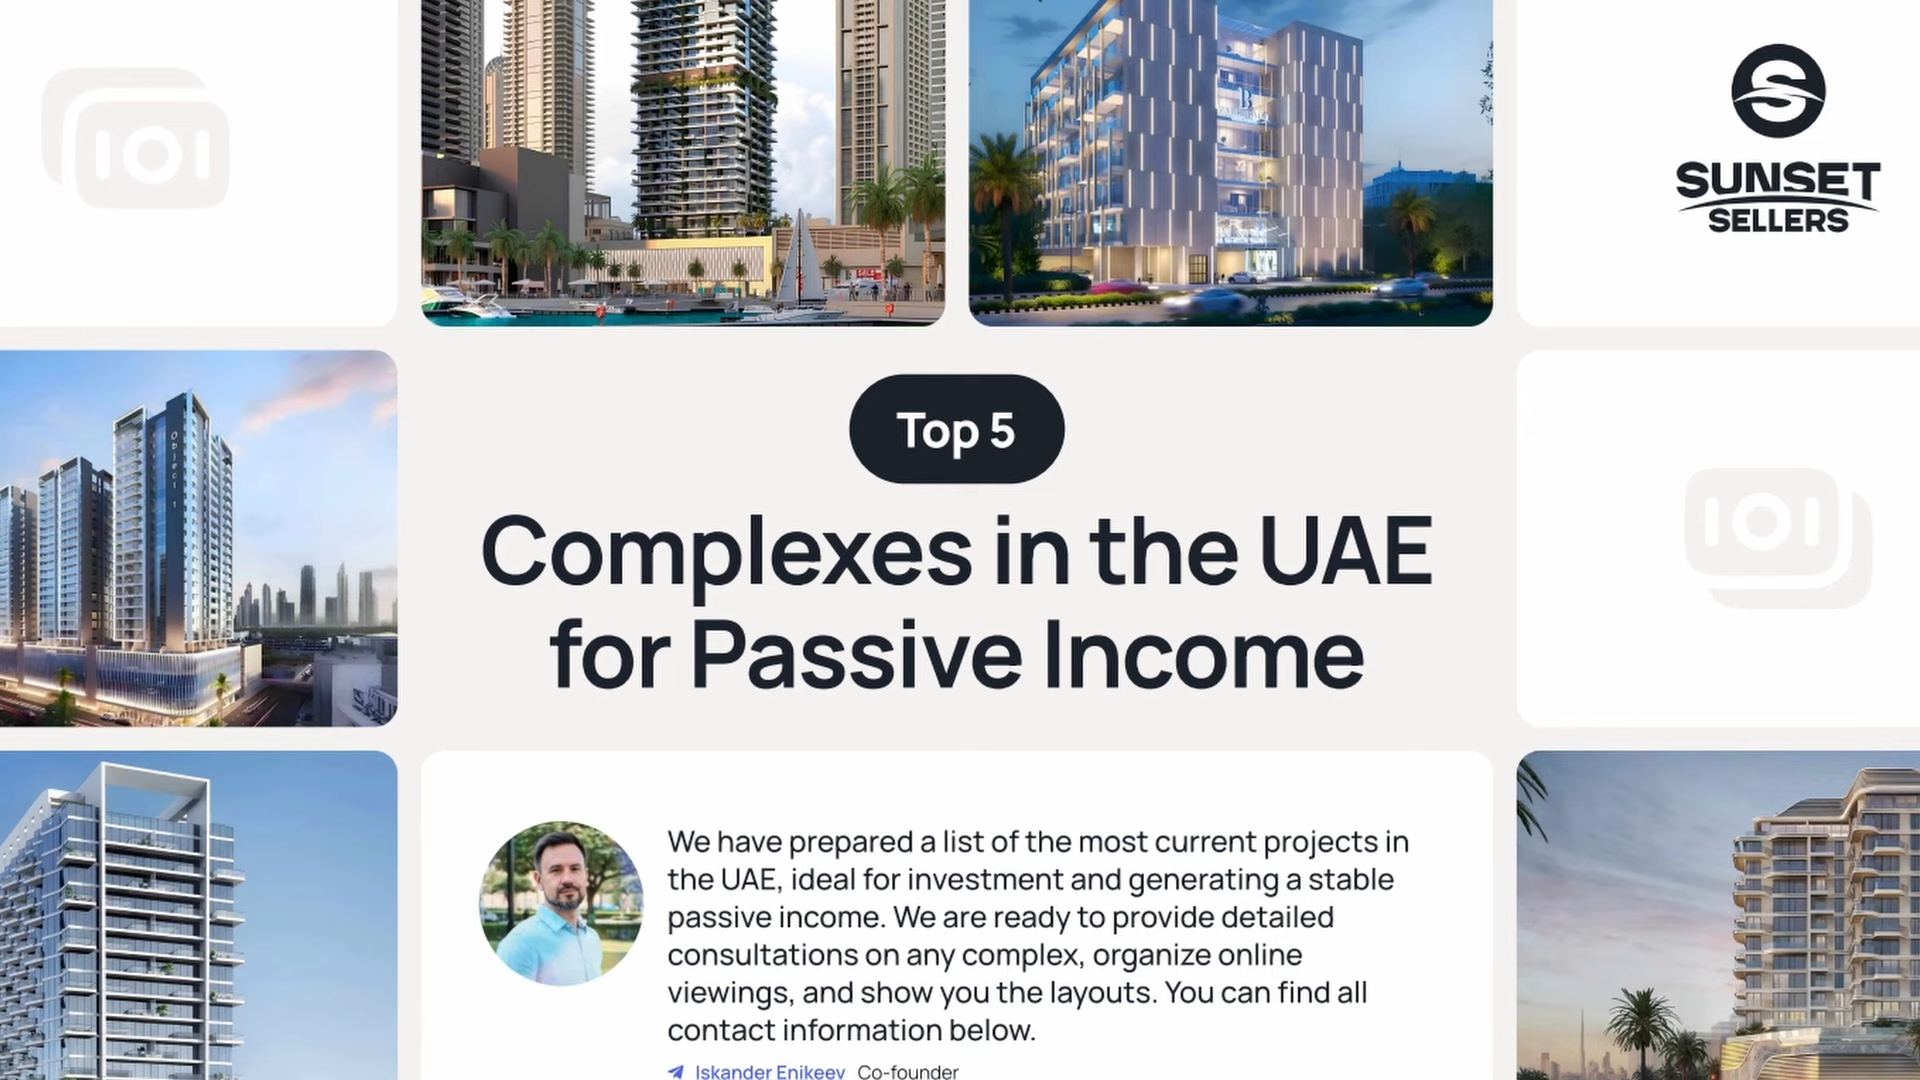 SUNSET
SELLERS
Top 5
Complexes in the UAE
for Passive Income
Object 1
We have prepared a list of the most current projects in
the UAE, ideal for investment and generating a stable
passive income. We are ready to provide detailed
consultations on any complex, organize online
viewings, and show you the layouts. You can find all
contact information below.
Iskander Enikeev Co-founder